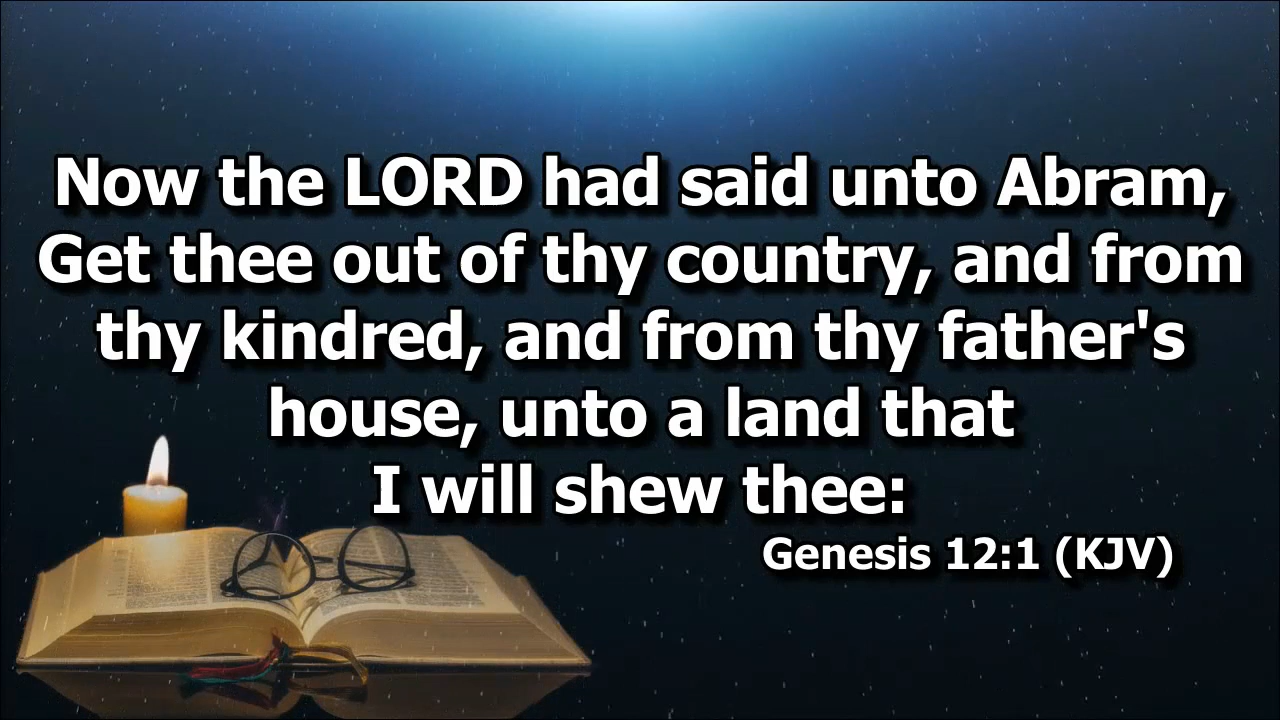 Now the LORD had said unto Abram,
Get thee out of thy country, and from
thy kindred, and from thy father's
house, unto a land that
I will shew thee:
Genesis 12:1 (KJV)